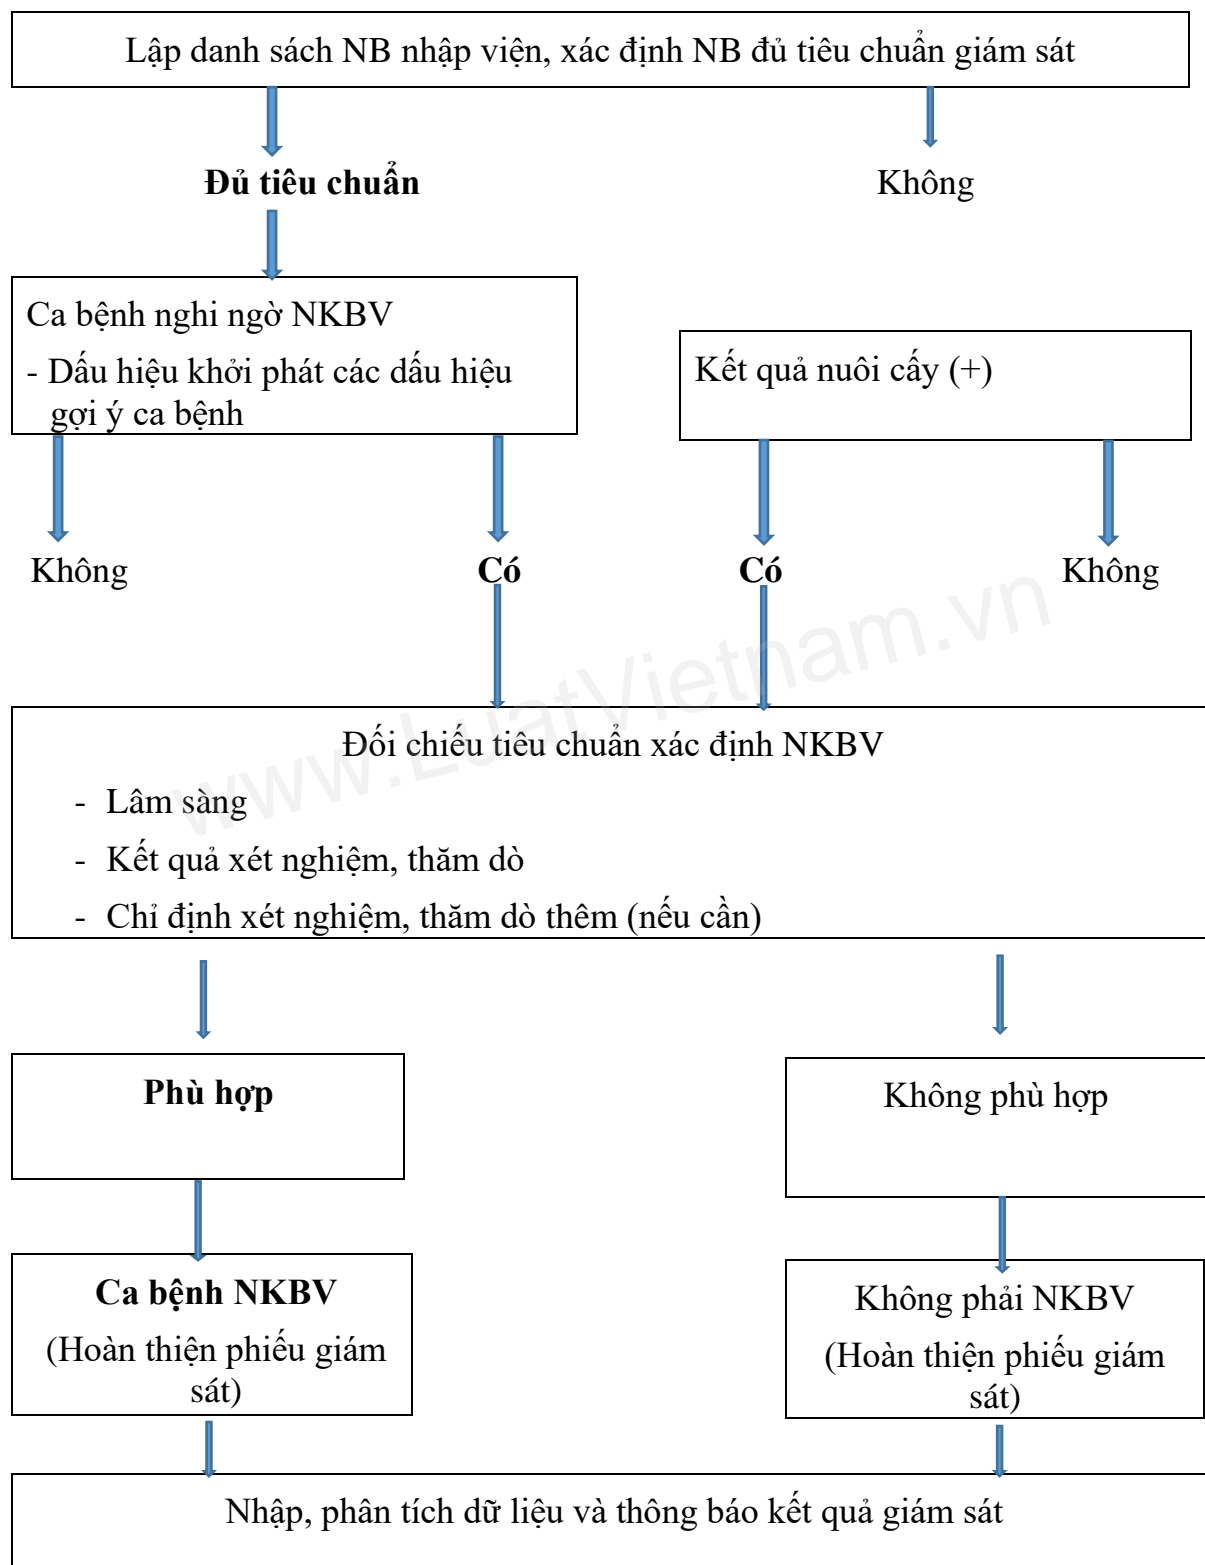 Lập danh sách NB nhập viện, xác định NB đủ tiêu chuẩn giám sát
Đủ tiêu chuẩn
Không
Ca bệnh nghi ngờ NKBV
- Dấu hiệu khởi phát các dấu hiệu
gợi ý ca bệnh
Kết quả nuôi cấy (+)
Không
Có
Có
Không
www.LuatVietnam.vn
Đối chiếu tiêu chuẩn xác định NKBV
- Lâm sàng
- Kết quả xét nghiệm, thăm dò
- Chỉ định xét nghiệm, thăm dò thêm (nếu cần)
Phù hợp
Không phù hợp
Ca bệnh NKBV
(Hoàn thiện phiếu giám
sát)
Không phải NKBV
(Hoàn thiện phiếu giám
sát)
Nhập, phân tích dữ liệu và thông báo kết quả giám sát